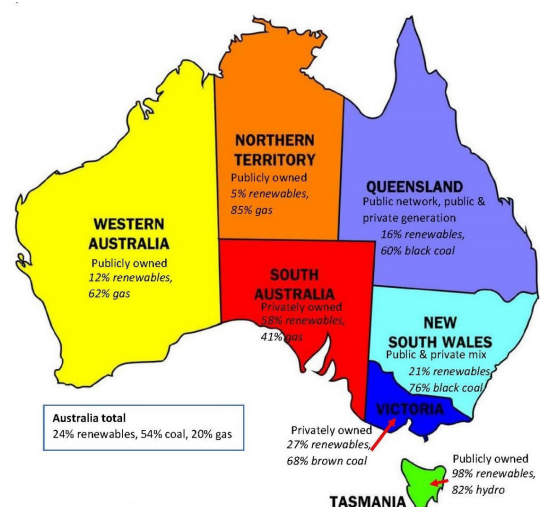 NORTHERN
TERRITORY
Publicly owned
5% renewables,
85% gas
QUEENSLAND
Public network, public &
private generation
16% renewables,
60% black coal
WESTERN
AUSTRALIA
Publicly owned
12% renewables,
62% gas
SOUTH
AUSTRALIA
Privately owned
58% renewables,
41% gas
NEW
SOUTH WALES
Public & private mix
21% renewables
76% black coal
VICTORIA
Privately owned
27% renewables,
68% brown coal
Australia total
24% renewables, 54% coal, 20% gas
Publicly owned
98% renewables,
82% hydro
TASMANIA